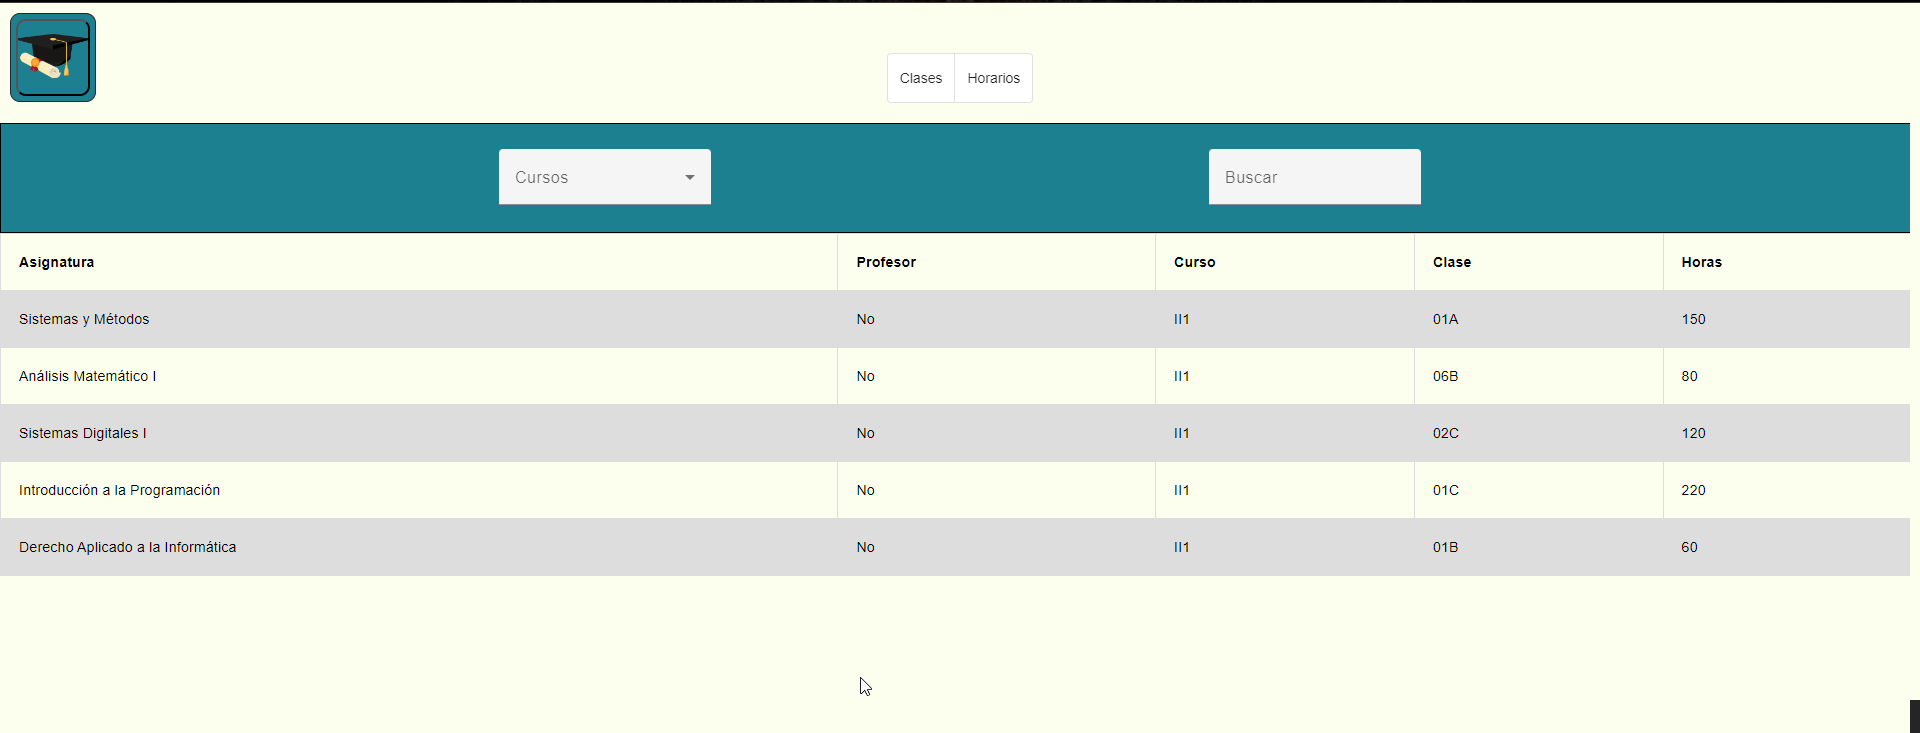 Clases Horarios
Cursos Buscar
Asignatura Profesor Curso Clase Horas
Sistemas y Métodos No II1 01A 150
Análisis Matemático I No II1 06B 80
Sistemas Digitales I No II1 02C 120
Introducción a la Programación No II1 01C 220
Derecho Aplicado a la Informática No II1 01B 60